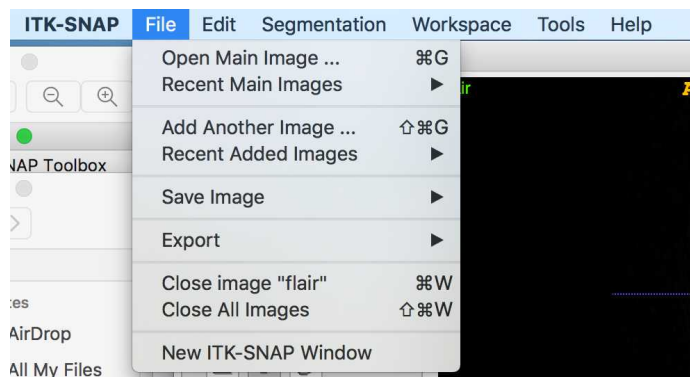 ITK-SNAP File Edit Segmentation Workspace Tools Help
Open Main Image ... ⌘G
Recent Main Images ▶
Add Another Image ... ⇧⌘G
Recent Added Images ▶
Save Image ▶
Export ▶
Close image "flair" ⌘W
Close All Images ⇧⌘W
New ITK-SNAP Window
Toolbox
AirDrop
All My Files